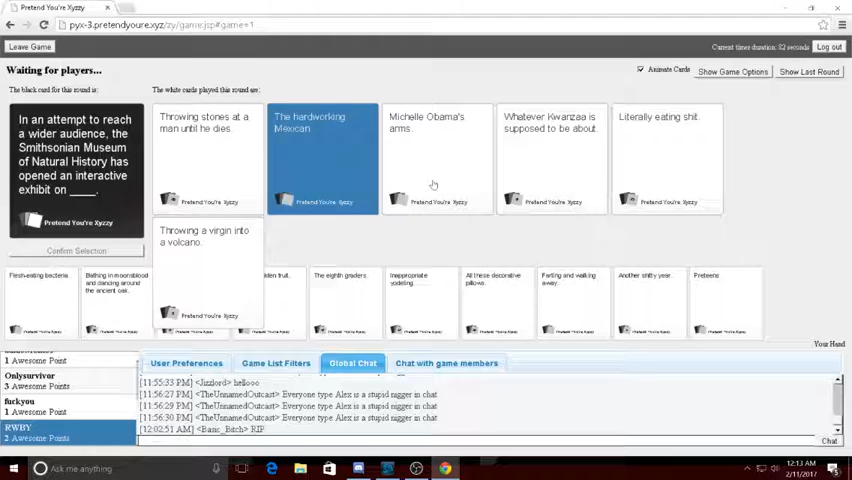 Pretend You're Xyzzy
pyx-3.pretendyoure.xyz/zy/game.jsp#game=1
Leave Game
Current timer duration: 82 seconds
Log out
Waiting for players...
Animate Cards
Show Game Options
Show Last Round
The black card for this round is:
The white cards played this round are:
In an attempt to reach
a wider audience, the
Smithsonian Museum
of Natural History has
opened an interactive
exhibit on ____.
Pretend You're Xyzzy
Throwing stones at a
man until he dies.
Pretend You're Xyzzy
The hardworking
Mexican
Pretend You're Xyzzy
Michelle Obama's
arms.
Pretend You're Xyzzy
Whatever Kwanzaa is
supposed to be about.
Pretend You're Xyzzy
Literally eating shit.
Pretend You're Xyzzy
Throwing a virgin into
a volcano.
Pretend You're Xyzzy
Confirm Selection
Flesh-eating bacteria.
Bathing in moonblood
and dancing around
the ancient oak.
fruit.
The eighth graders.
Inappropriate
yodeling.
All these decorative
pillows.
Farting and walking
away.
Another shitty year.
Preteens
Your Hand
1 Awesome Point
Onlysurvivor
3 Awesome Points
fuckyou
1 Awesome Point
RWBY
2 Awesome Points
User Preferences
Game List Filters
Global Chat
Chat with game members
[11:55:33 PM] <Jizzlord> hellooo
[11:56:27 PM] <TheUnnamedOutcast> Everyone type Alex is a stupid nagger in chat
[11:56:29 PM] <TheUnnamedOutcast> Everyone type Alex is a stupid nagger in chat
[11:56:30 PM] <TheUnnamedOutcast> Everyone type Alex is a stupid nagger in chat
[12:02:51 AM] <Basic_Bitch> RIP
Chat
Ask me anything
12:13 AM
2/11/2017